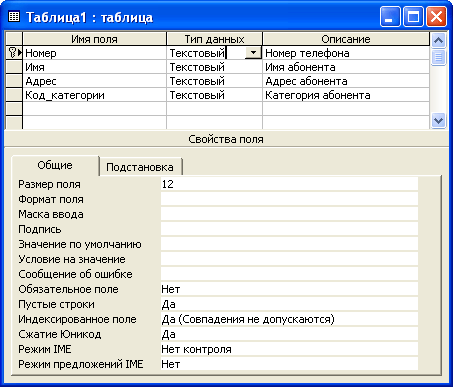 Таблица1 : таблица
Имя поля Тип данных Описание
Номер Текстовый Номер телефона
Имя Текстовый Имя абонента
Адрес Текстовый Адрес абонента
Код_категории Текстовый Категория абонента
Свойства поля
Общие Подстановка
Размер поля 12
Формат поля
Маска ввода
Подпись
Значение по умолчанию
Условие на значение
Сообщение об ошибке
Обязательное поле Нет
Пустые строки Да
Индексированное поле Да (Совпадения не допускаются)
Сжатие Юникод Да
Режим IME Нет контроля
Режим предложений IME Нет